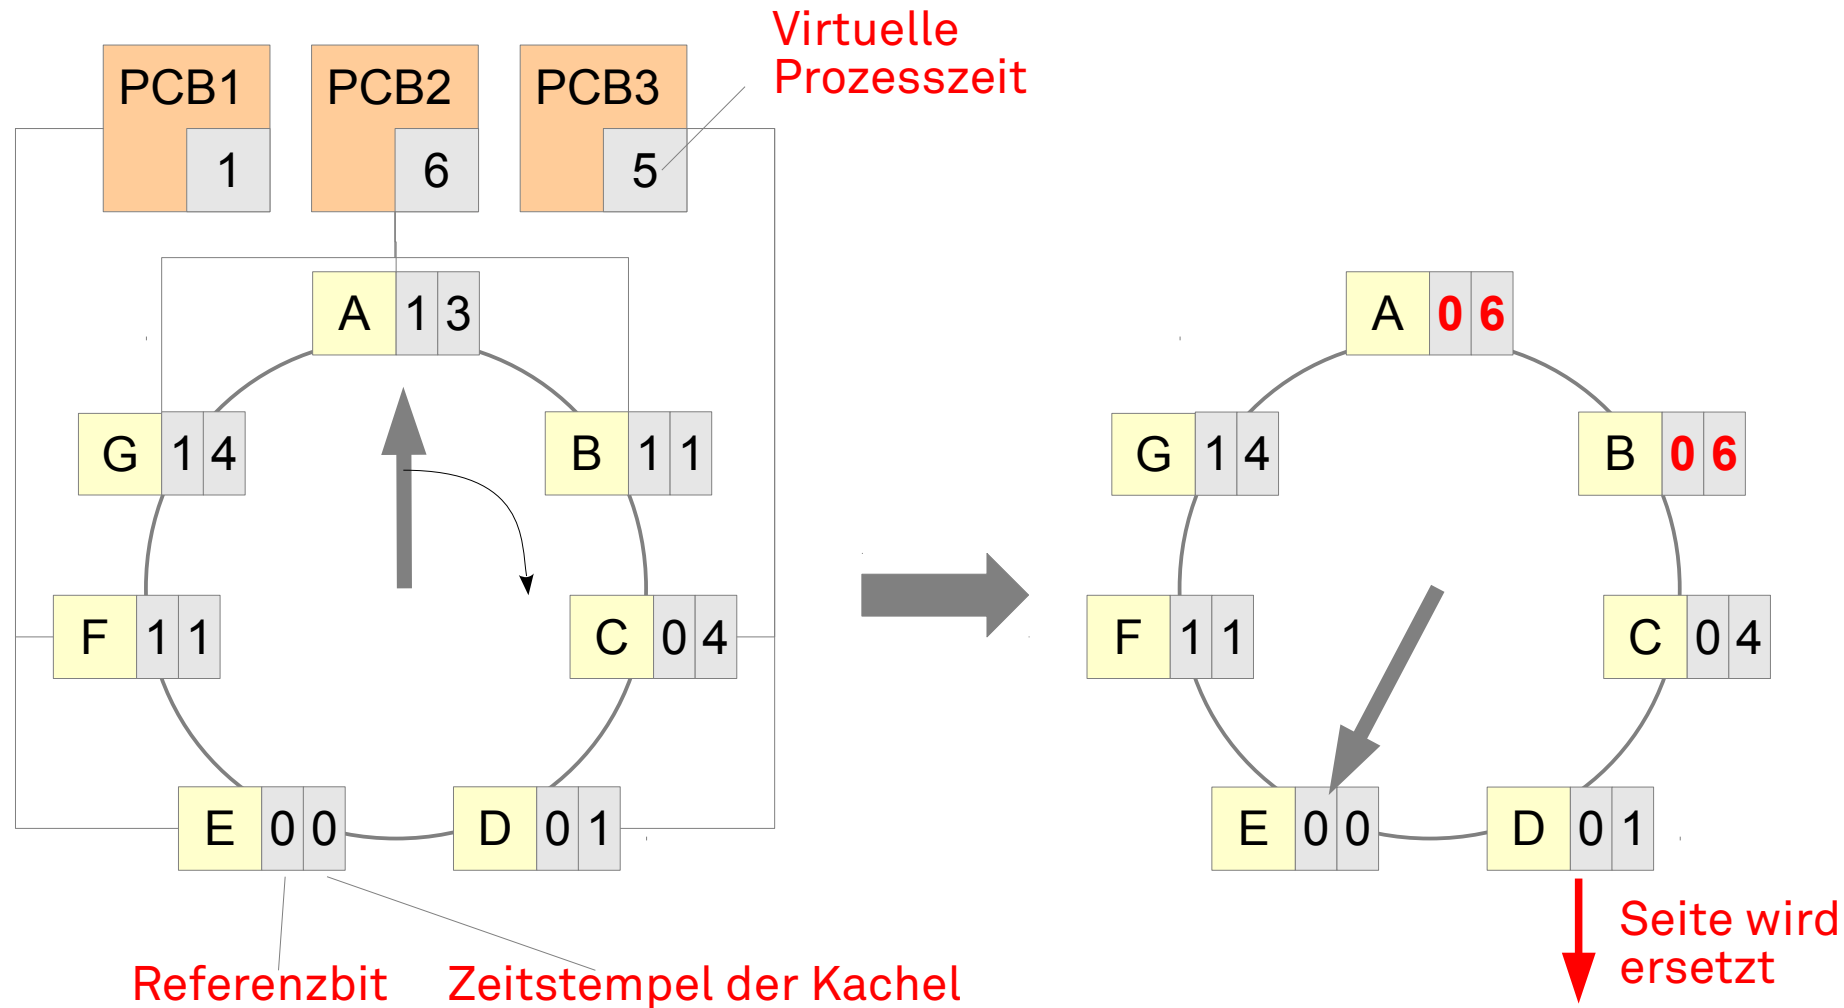 Virtuelle
Prozesszeit
PCB1 PCB2 PCB3
1 6 5
A 1 3
G 1 4
B 1 1
F 1 1
C 0 4
E 0 0
D 0 1
Referenzbit
Zeitstempel der Kachel
A 0 6
G 1 4
B 0 6
F 1 1
C 0 4
E 0 0
D 0 1
Seite wird
ersetzt